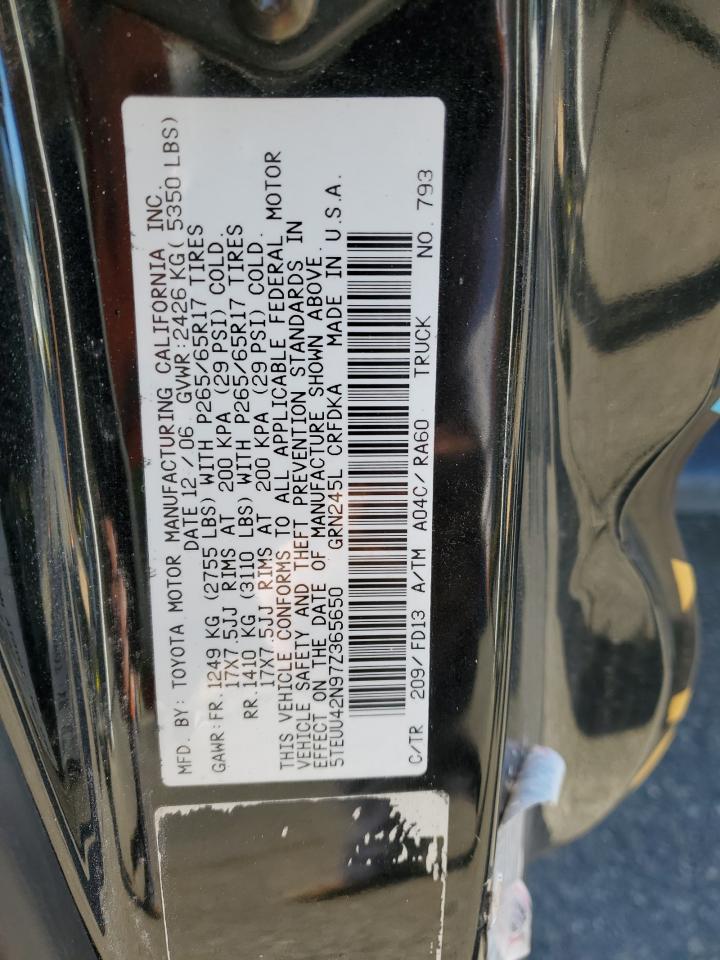 MFD. BY: TOYOTA MOTOR MANUFACTURING CALIFORNIA INC.
DATE 12 / 06 GVWR:2426 KG( 5350 LBS)
GAWR:FR.1249 KG (2755 LBS) WITH P265/65R17 TIRES
17X7.5JJ RIMS AT 200 KPA (29 PSI) COLD.
RR.1410 KG (3110 LBS) WITH P265/65R17 TIRES
17X7.5JJ RIMS AT 200 KPA (29 PSI) COLD.
THIS VEHICLE CONFORMS TO ALL APPLICABLE FEDERAL MOTOR
VEHICLE SAFETY AND THEFT PREVENTION STANDARDS IN
EFFECT ON THE DATE OF MANUFACTURE SHOWN ABOVE.
5TEUU42N97Z365650 GRN245L CRFDKA MADE IN U.S.A.
C/TR 209/FD13 A/TM A04C/RA60 TRUCK NO. 793